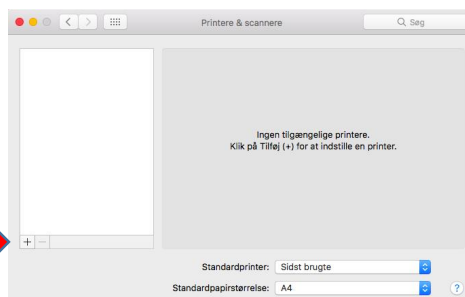 Printere & scannere
Søg
Ingen tilgængelige printere.
Klik på Tilføj (+) for at indstille en printer.
+ −
Standardprinter: Sidst brugte
Standardpapirstørrelse: A4
?